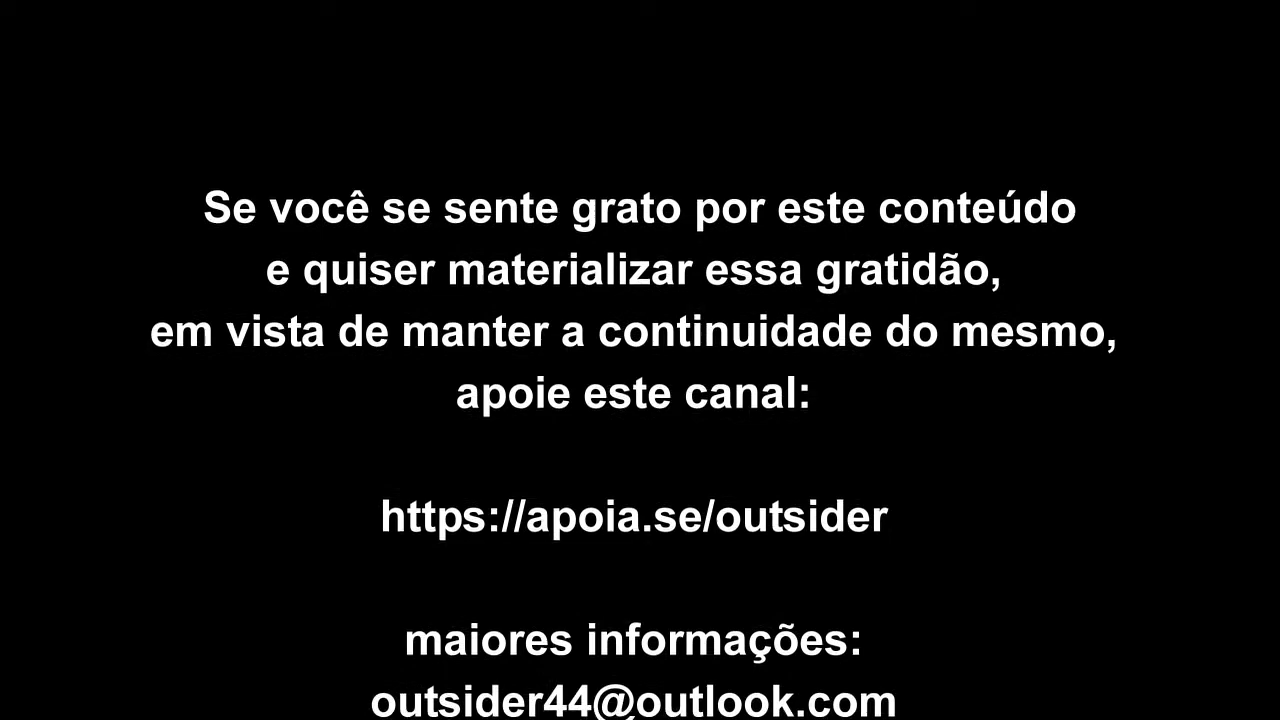 Se você se sente grato por este conteúdo
e quiser materializar essa gratidão,
em vista de manter a continuidade do mesmo,
apoie este canal:
https://apoia.se/outsider
maiores informações:
outsider44@outlook.com